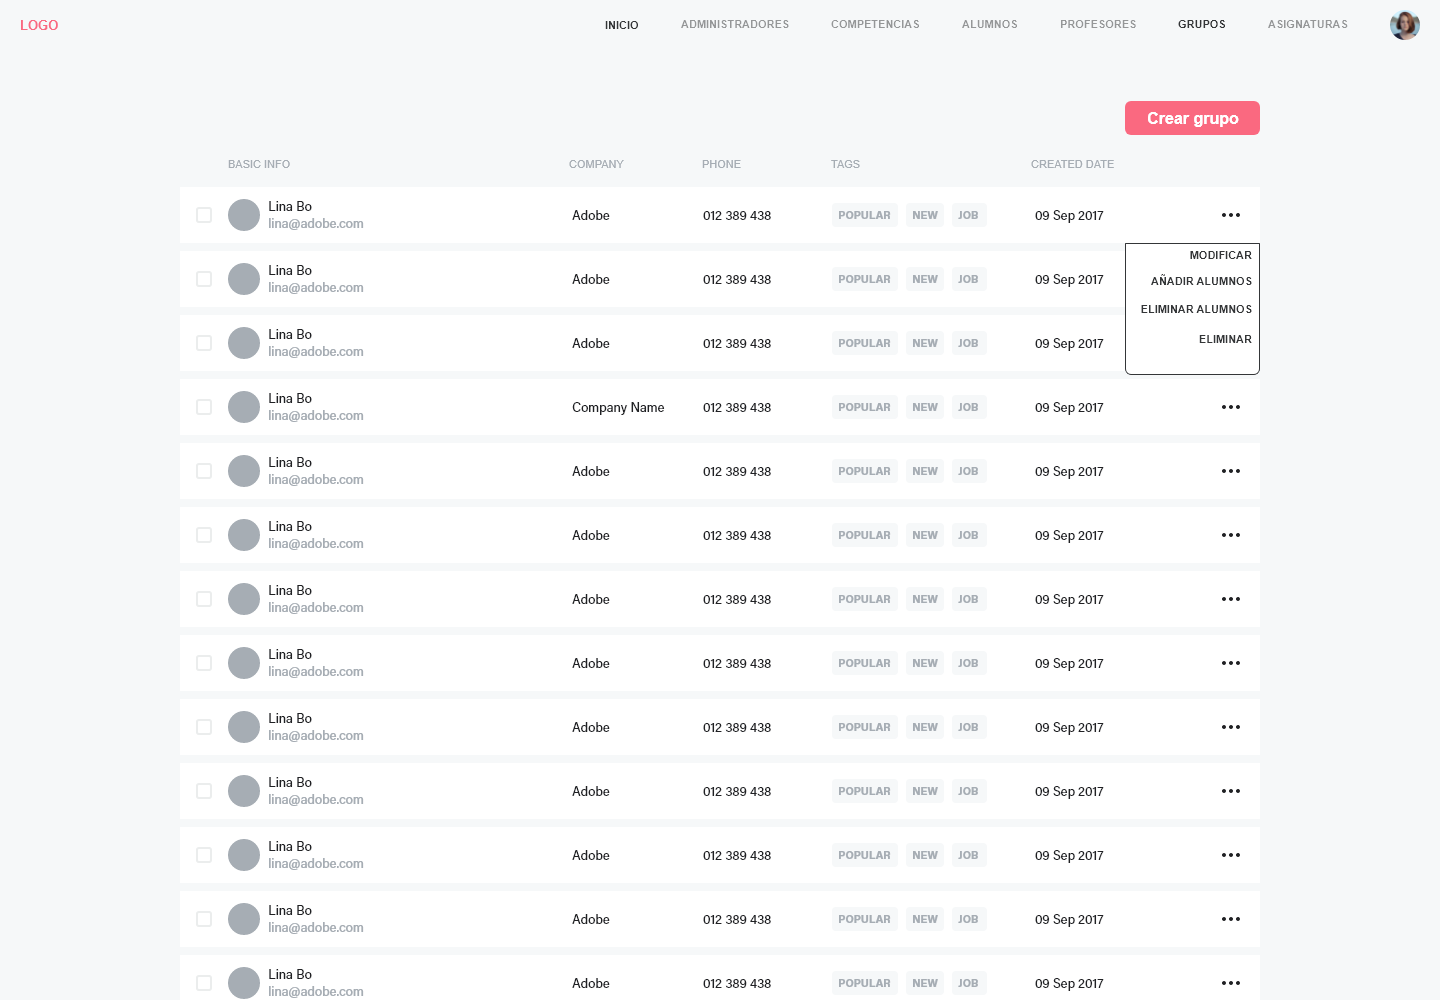 LOGO INICIO ADMINISTRADORES COMPETENCIAS ALUMNOS PROFESORES GRUPOS ASIGNATURAS
Crear grupo
BASIC INFO COMPANY PHONE TAGS CREATED DATE
Lina Bo
lina@adobe.com
Adobe 012 389 438 POPULAR NEW JOB 09 Sep 2017
MODIFICAR
AÑADIR ALUMNOS
ELIMINAR ALUMNOS
ELIMINAR
Lina Bo
lina@adobe.com
Adobe 012 389 438 POPULAR NEW JOB 09 Sep 2017
Lina Bo
lina@adobe.com
Adobe 012 389 438 POPULAR NEW JOB 09 Sep 2017
Lina Bo
lina@adobe.com
Company Name 012 389 438 POPULAR NEW JOB 09 Sep 2017
Lina Bo
lina@adobe.com
Adobe 012 389 438 POPULAR NEW JOB 09 Sep 2017
Lina Bo
lina@adobe.com
Adobe 012 389 438 POPULAR NEW JOB 09 Sep 2017
Lina Bo
lina@adobe.com
Adobe 012 389 438 POPULAR NEW JOB 09 Sep 2017
Lina Bo
lina@adobe.com
Adobe 012 389 438 POPULAR NEW JOB 09 Sep 2017
Lina Bo
lina@adobe.com
Adobe 012 389 438 POPULAR NEW JOB 09 Sep 2017
Lina Bo
lina@adobe.com
Adobe 012 389 438 POPULAR NEW JOB 09 Sep 2017
Lina Bo
lina@adobe.com
Adobe 012 389 438 POPULAR NEW JOB 09 Sep 2017
Lina Bo
lina@adobe.com
Adobe 012 389 438 POPULAR NEW JOB 09 Sep 2017
Lina Bo
lina@adobe.com
Adobe 012 389 438 POPULAR NEW JOB 09 Sep 2017